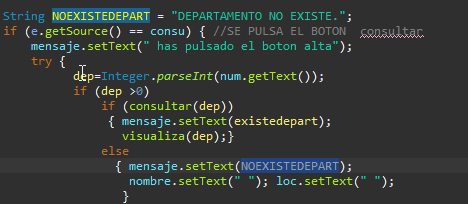 String NOEXISTEDEPART = "DEPARTAMENTO NO EXISTE.";
if (e.getSource() == consu) { //SE PULSA EL BOTON  consultar
mensaje.setText(" has pulsado el boton alta");
try {
dep=Integer.parseInt(num.getText());
if (dep >0)
if (consultar(dep))
{ mensaje.setText(existedepart);
visualiza(dep);}
else
{ mensaje.setText(NOEXISTEDEPART);
nombre.setText(" "); loc.setText(" ");
}